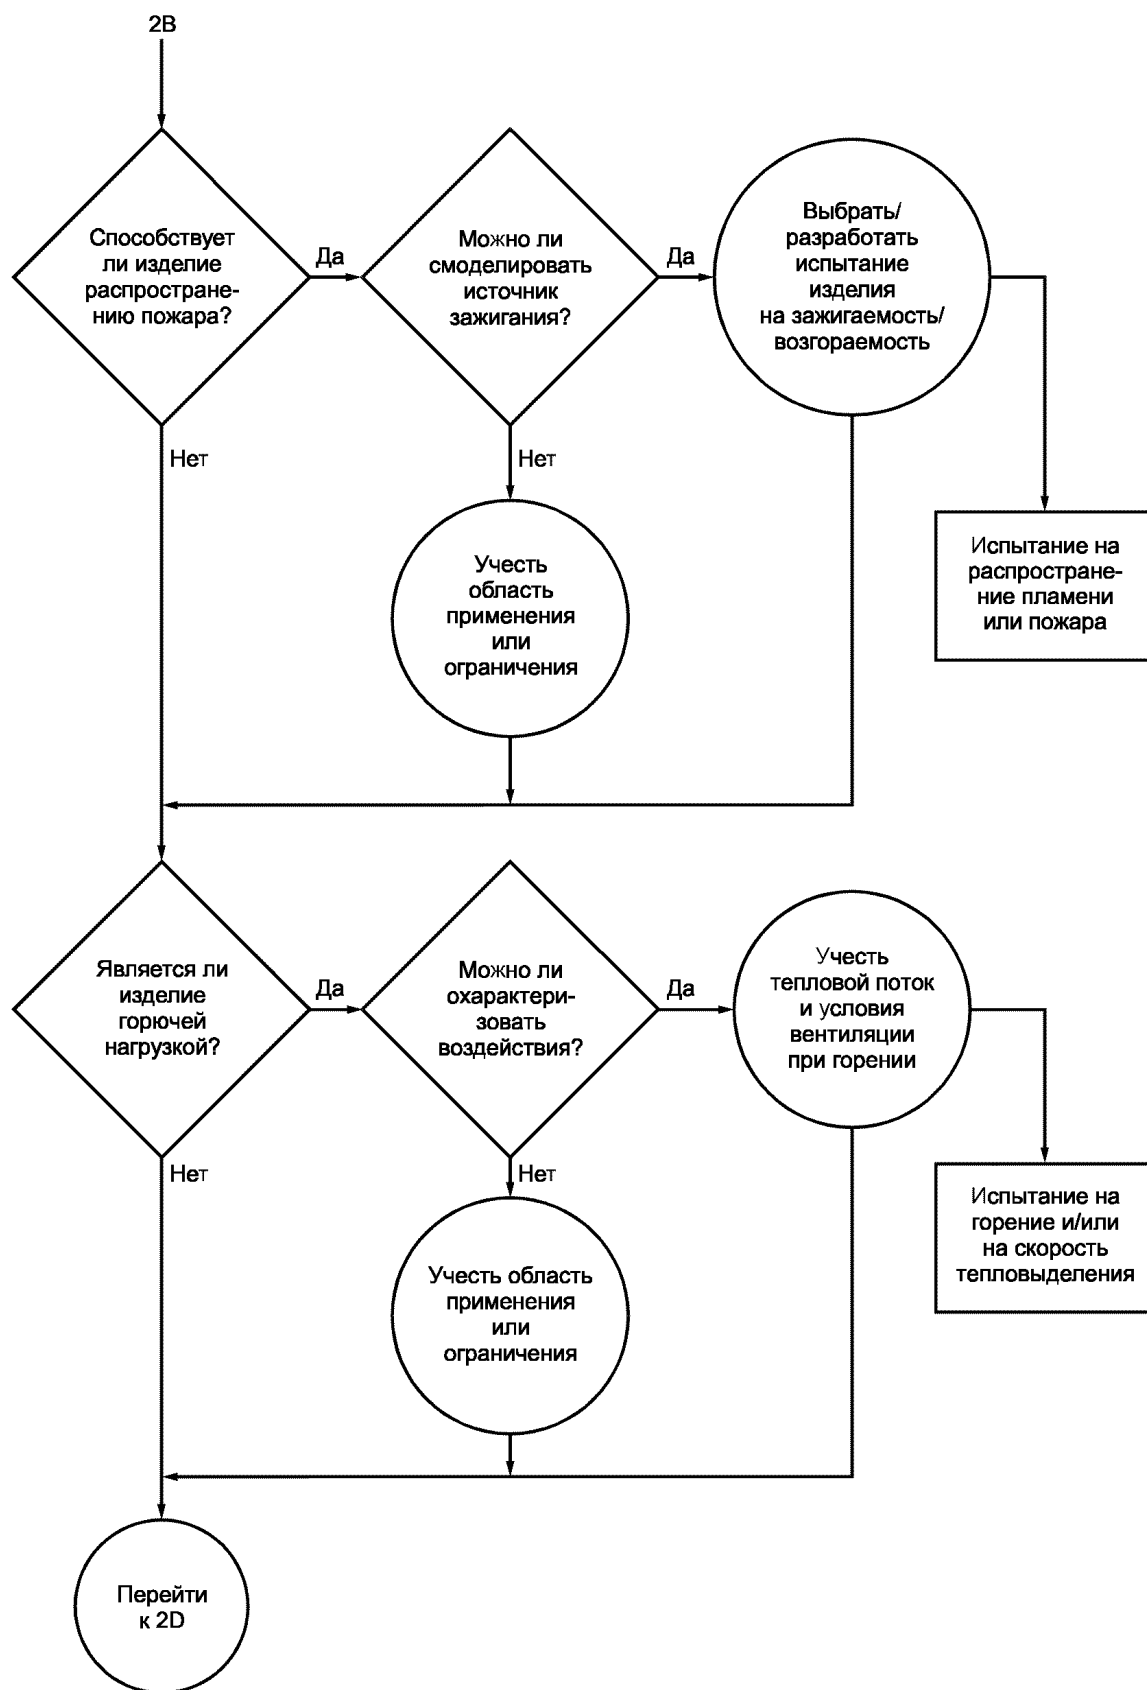 2B
Способствует
ли изделие
распростране-
нию пожара?
Да
Можно ли
смоделировать
источник
зажигания?
Да
Выбрать/
разработать
испытание
изделия
на зажигаемость/
возгораемость
Нет
Нет
Учесть
область
применения
или
ограничения
Испытание на
распростране-
ние пламени
или пожара
Является ли
изделие
горючей
нагрузкой?
Да
Можно ли
охарактери-
зовать
воздействия?
Да
Учесть
тепловой поток
и условия
вентиляции
при горении
Нет
Нет
Учесть область
применения
или
ограничения
Испытание на
горение и/или
на скорость
тепловыделения
Перейти
к 2D